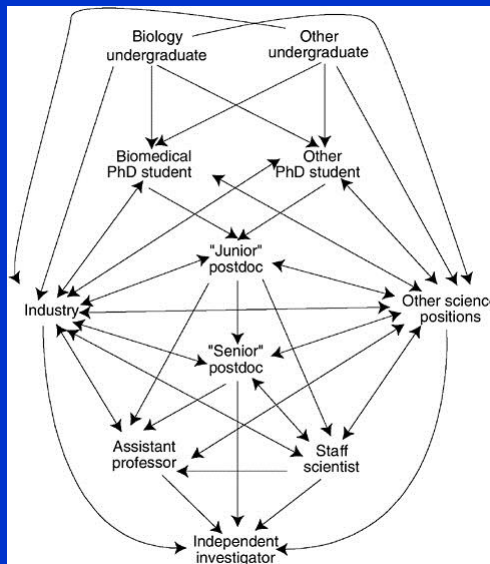 Biology
undergraduate
Other
undergraduate
Biomedical
PhD student
Other
PhD student
"Junior"
postdoc
Industry
Other science
positions
"Senior"
postdoc
Assistant
professor
Staff
scientist
Independent
investigator